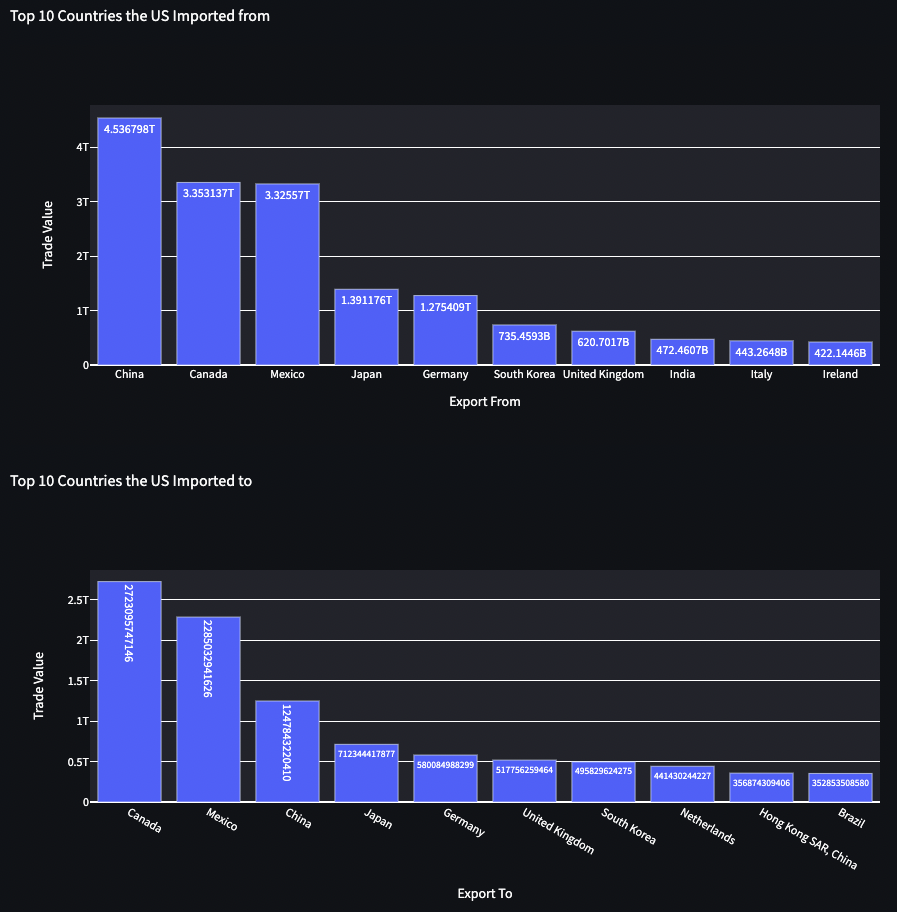 Top 10 Countries the US Imported from
4.536798T
4T
3.353137T
3.32557T
3T
Trade Value
2T
1.391176T
1.275409T
1T
735.4593B
620.7017B
472.4607B
443.2648B
422.1446B
0
China
Canada
Mexico
Japan
Germany
South Korea
United Kingdom
India
Italy
Ireland
Export From
Top 10 Countries the US Imported to
2.5T
2723095747146
2285032941626
2T
Trade Value
1.5T
1247843220410
1T
712344417877
580084988299
517756259464
495829624275
441430244227
356874309406
352853508580
0.5T
0
Canada
Mexico
China
Japan
Germany
United Kingdom
South Korea
Netherlands
Hong Kong SAR, China
Brazil
Export To